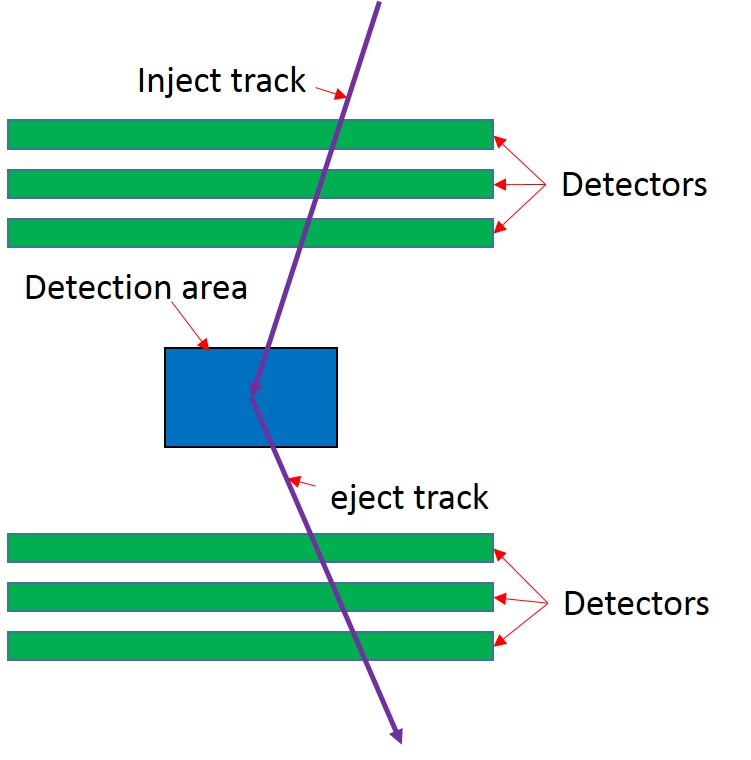 Inject track
Detectors
Detection area
eject track
Detectors